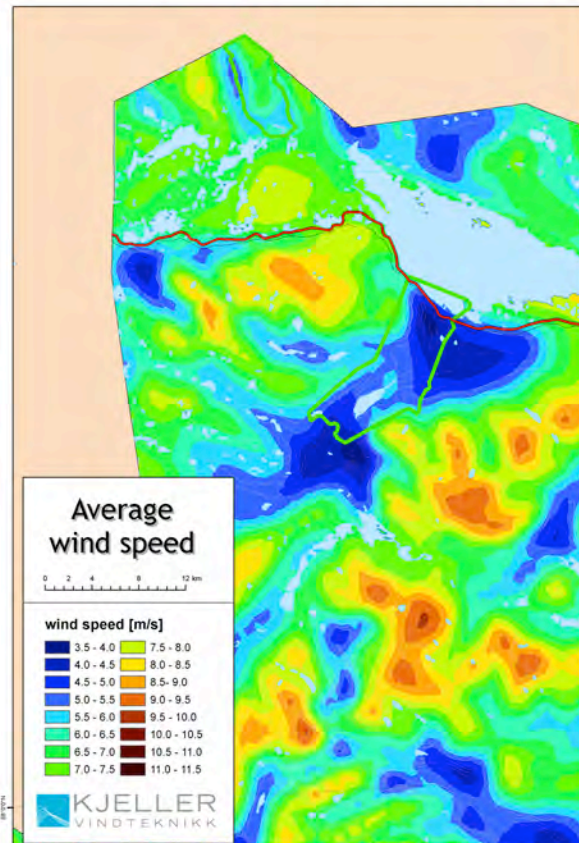 Average
wind speed
0 2 4 8 12 km
wind speed [m/s]
3.5 - 4.0 7.5 - 8.0
4.0 - 4.5 8.0 - 8.5
4.5 - 5.0 8.5 - 9.0
5.0 - 5.5 9.0 - 9.5
5.5 - 6.0 9.5 - 10.0
6.0 - 6.5 10.0 - 10.5
6.5 - 7.0 10.5 - 11.0
7.0 - 7.5 11.0 - 11.5
KJELLER
VINDTEKNIKK